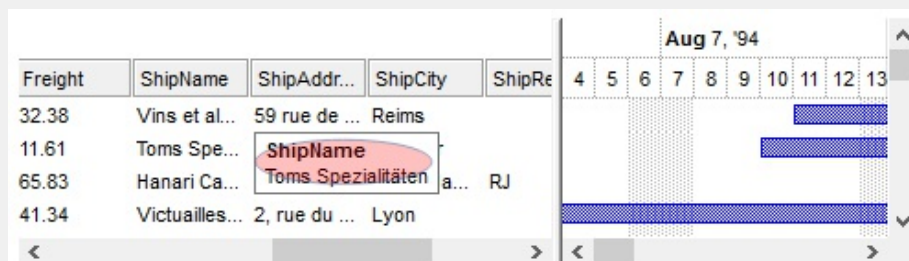 Aug 7, '94
Freight ShipName ShipAddr... ShipCity ShipRe 4 5 6 7 8 9 10 11 12 13
32.38 Vins et al... 59 rue de ... Reims
11.61 Toms Spe...
ShipName
Toms Spezialitäten
65.83 Hanari Ca... a... RJ
41.34 Victuailles... 2, rue du ... Lyon